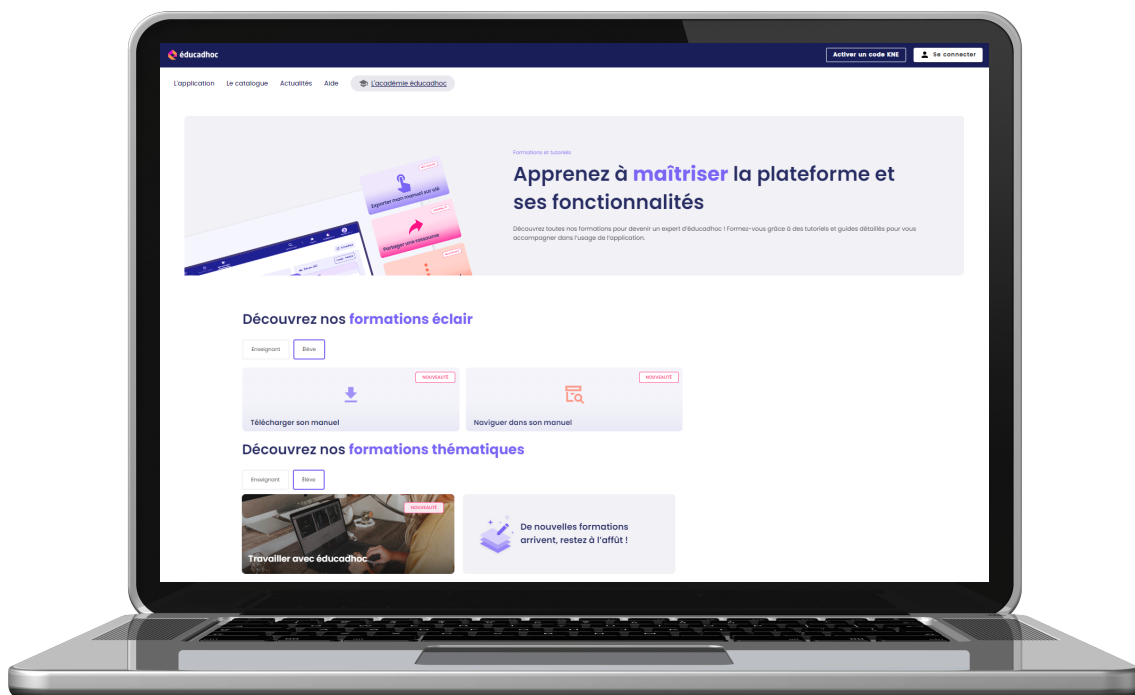 éducadhoc
Activer un code KNE
Se connecter
L'application Le catalogue Actualités Aide L'académie éducadhoc
Formations et tutoriels
Apprenez à maîtriser la plateforme et
ses fonctionnalités
Découvrez toutes nos formations pour devenir un expert d'éducadhoc ! Formez-vous grâce à des tutoriels et guides détaillés pour vous
accompagner dans l'usage de l'application.
Exporter mon manuel sur clé
Partager une ressource
Découvrez nos formations éclair
Enseignant Élève
NOUVEAUTÉ
Télécharger son manuel
NOUVEAUTÉ
Naviguer dans son manuel
Découvrez nos formations thématiques
Enseignant Élève
NOUVEAUTÉ
Travailler avec éducadhoc
De nouvelles formations
arrivent, restez à l'affût !